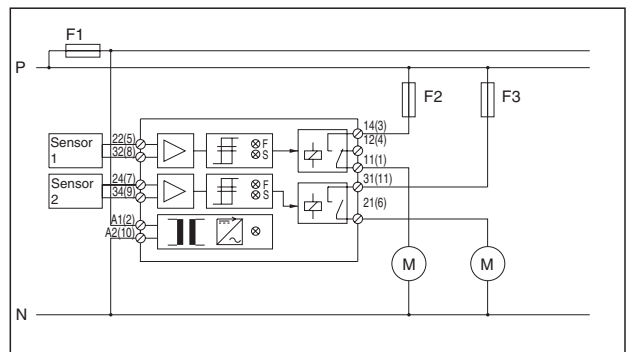 F1
P
F2
F3
14(3)
12(4)
11(1)
31(11)
21(6)
Sensor
1
22(5)
32(8)
F
S
Sensor
2
24(7)
34(9)
F
S
A1(2)
A2(10)
M
M
N